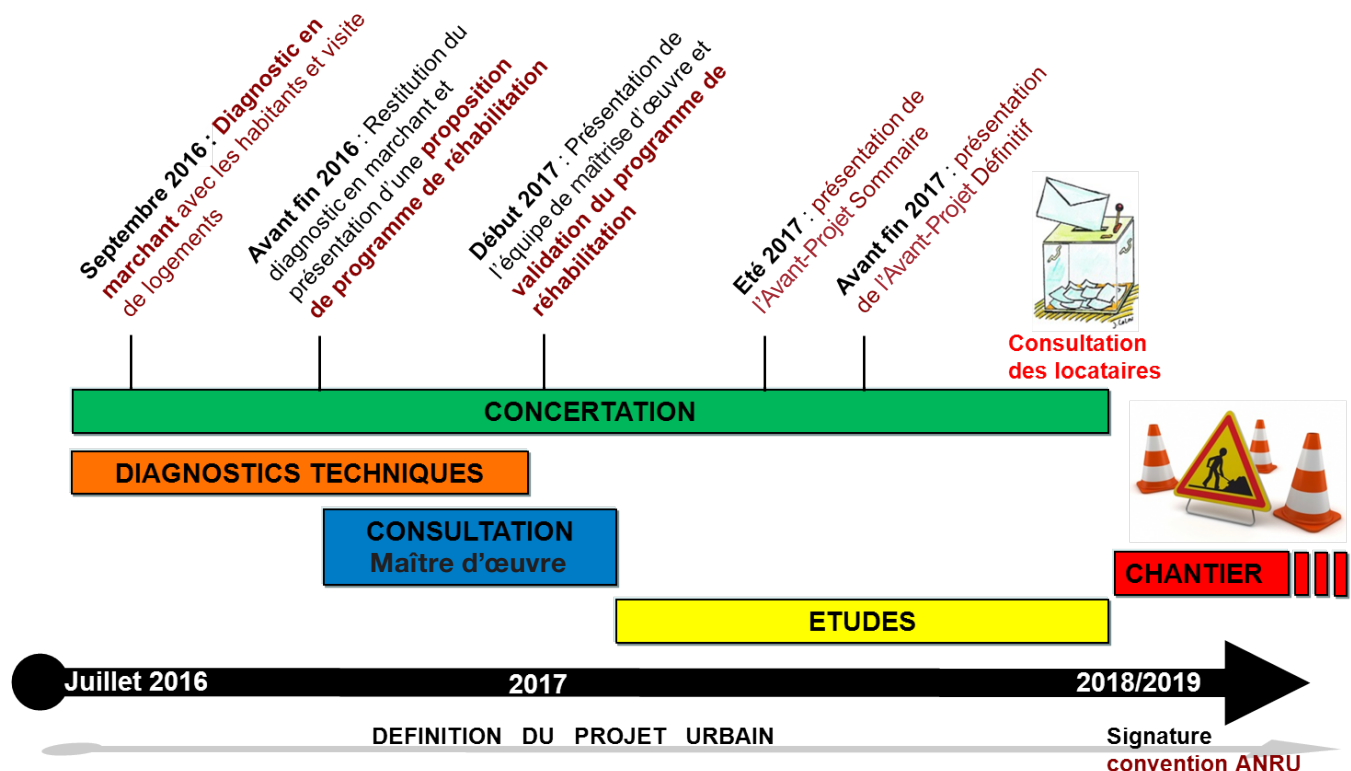 Septembre 2016 : Diagnostic en
marchant avec les habitants et visite
de logements
Avant fin 2016 : Restitution du
diagnostic en marchant et
présentation d’une proposition
de programme de réhabilitation
Début 2017 : Présentation de
l’équipe de maîtrise d’œuvre et
validation du programme de
réhabilitation
Eté 2017 : présentation de
l’Avant-Projet Sommaire
Avant fin 2017 : présentation
de l’Avant-Projet Définitif
Consultation
des locataires
CONCERTATION
DIAGNOSTICS TECHNIQUES
CONSULTATION
Maître d’œuvre
CHANTIER
ETUDES
Juillet 2016
2017
2018/2019
DEFINITION DU PROJET URBAIN
Signature
convention ANRU